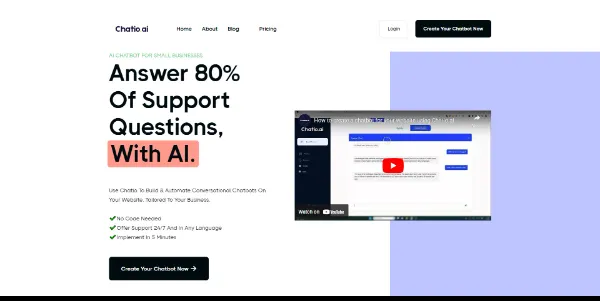 Chatio.ai
Home About Blog Pricing
Login
Create Your Chatbot Now
AI CHATBOT FOR SMALL BUSINESSES
Answer 80%
Of Support
Questions,
With AI.
Use Chatio To Build & Automate Conversational Chatbots On
Your Website, Tailored To Your Business.
No Code Needed
Offer Support 24/7 And In Any Language
Implement In 5 Minutes
Create Your Chatbot Now
How to create a chatbot for your website using Chatio.ai
Chatio.ai
Watch on YouTube